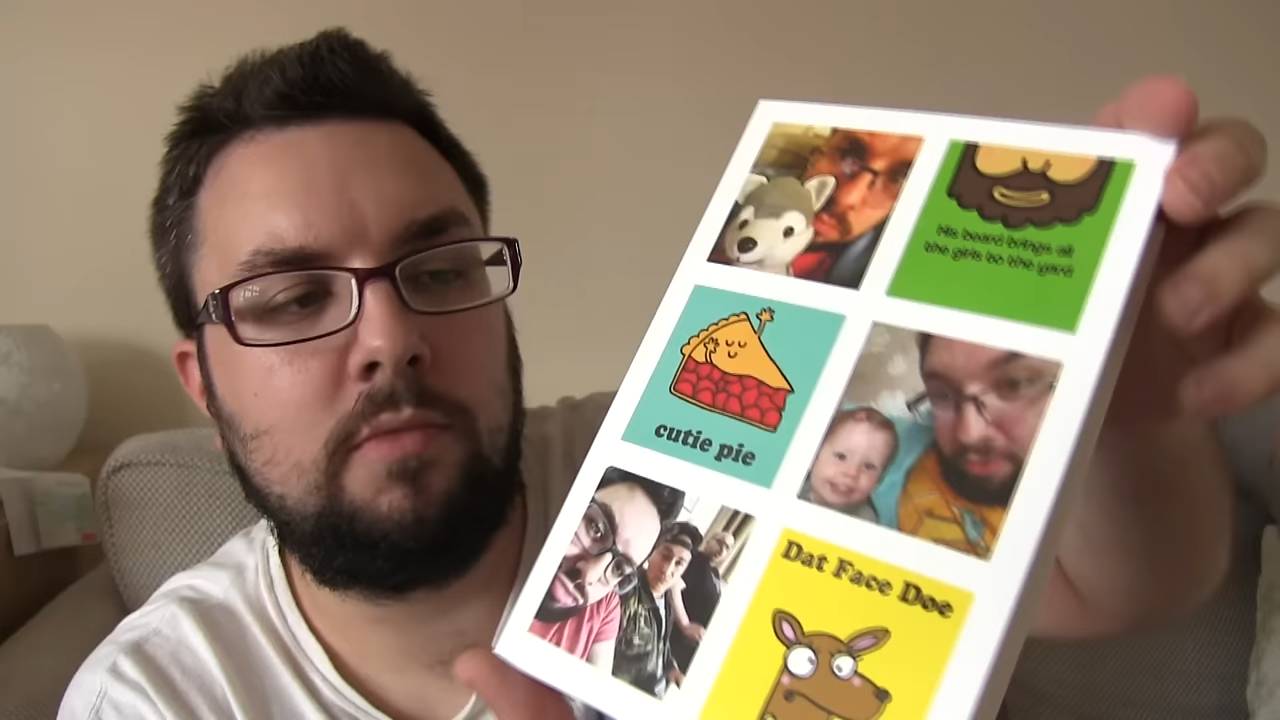 His beard brings all
the girls to the yard
cutie pie
Dat Face Doe